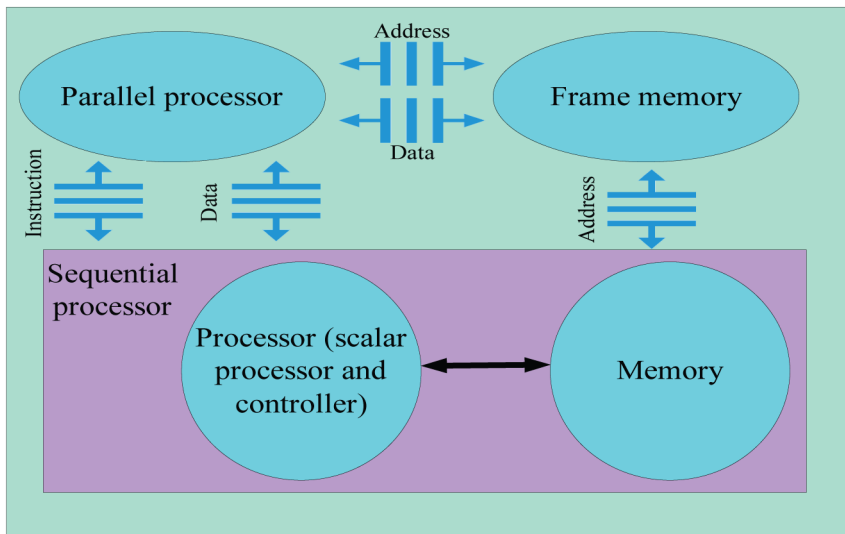 Address
Parallel processor
Frame memory
Data
Instruction
Data
Address
Sequential
processor
Processor (scalar
processor and
controller)
Memory